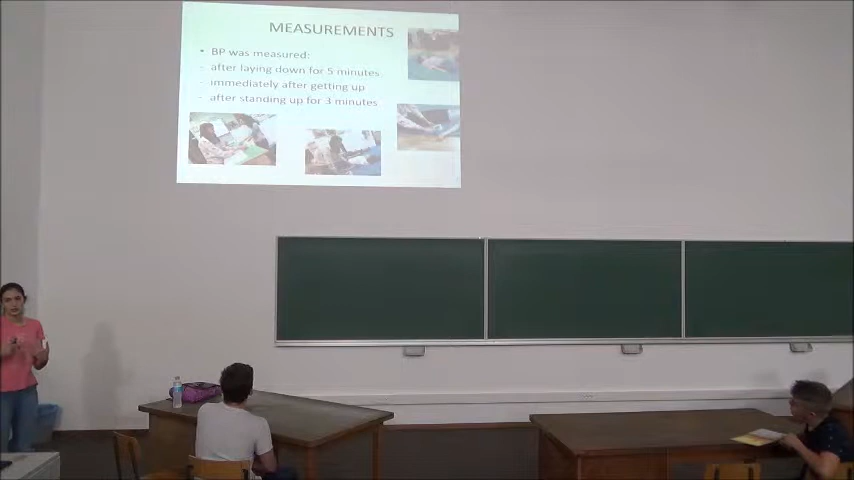 MEASUREMENTS
• BP was measured:
- after laying down for 5 minutes
- immediately after getting up
- after standing up for 3 minutes